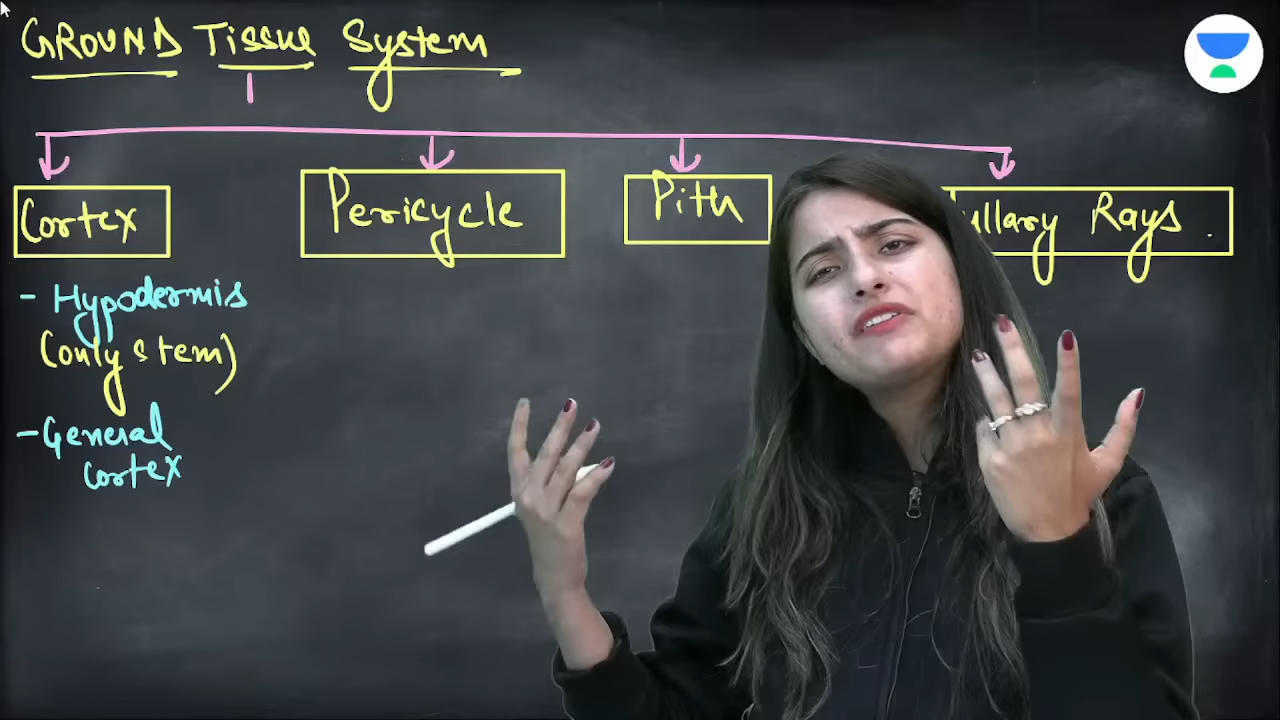 GROUND Tissue System
Cortex Pericycle Pith ullary Rays.
- Hypodermis
(only stem)
- General
cortex